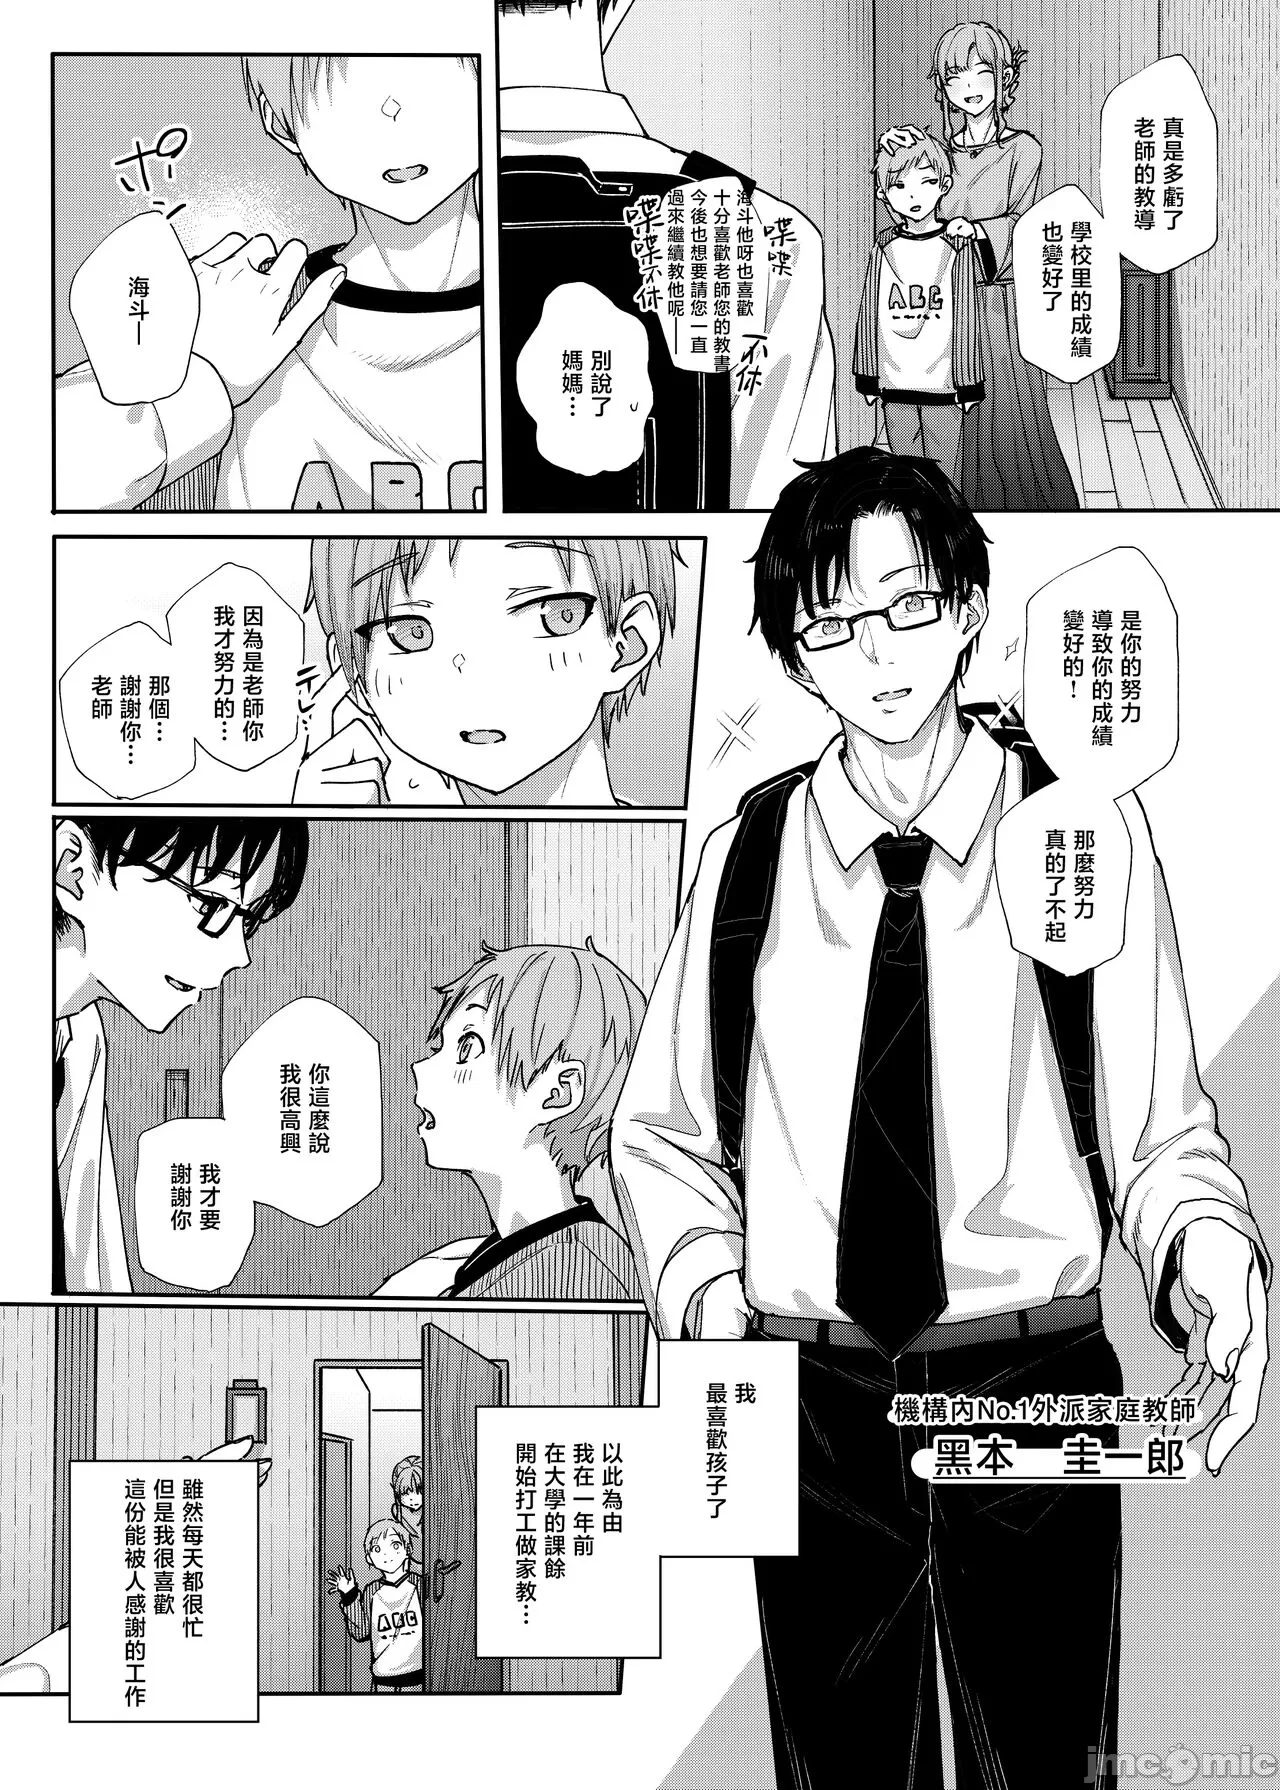 真是多虧了
老師的教導
學校里的成績
也變好了
喋喋
不休
海斗他呀也喜歡
十分喜歡老師您的教書
今後也想要請您一直
過來繼續教他呢——
喋喋不休
別說了
媽媽…
ポン
海斗—
ABC
ABC
是你的努力
導致你的成績
變好的！
那麼努力
真的了不起
テレ…
因為是老師你
我才努力的…
那個…
謝謝你…
老師
你這麼說
我很高興
我才要
謝謝你
機構內No.1外派家庭教師
黑本 圭一郎
我
最喜歡孩子了
以此為由
我在一年前
在大學的課餘
開始打工做家教…
ABC
雖然每天都很忙
但是我很喜歡
這份能被人感謝的工作
jmcomic